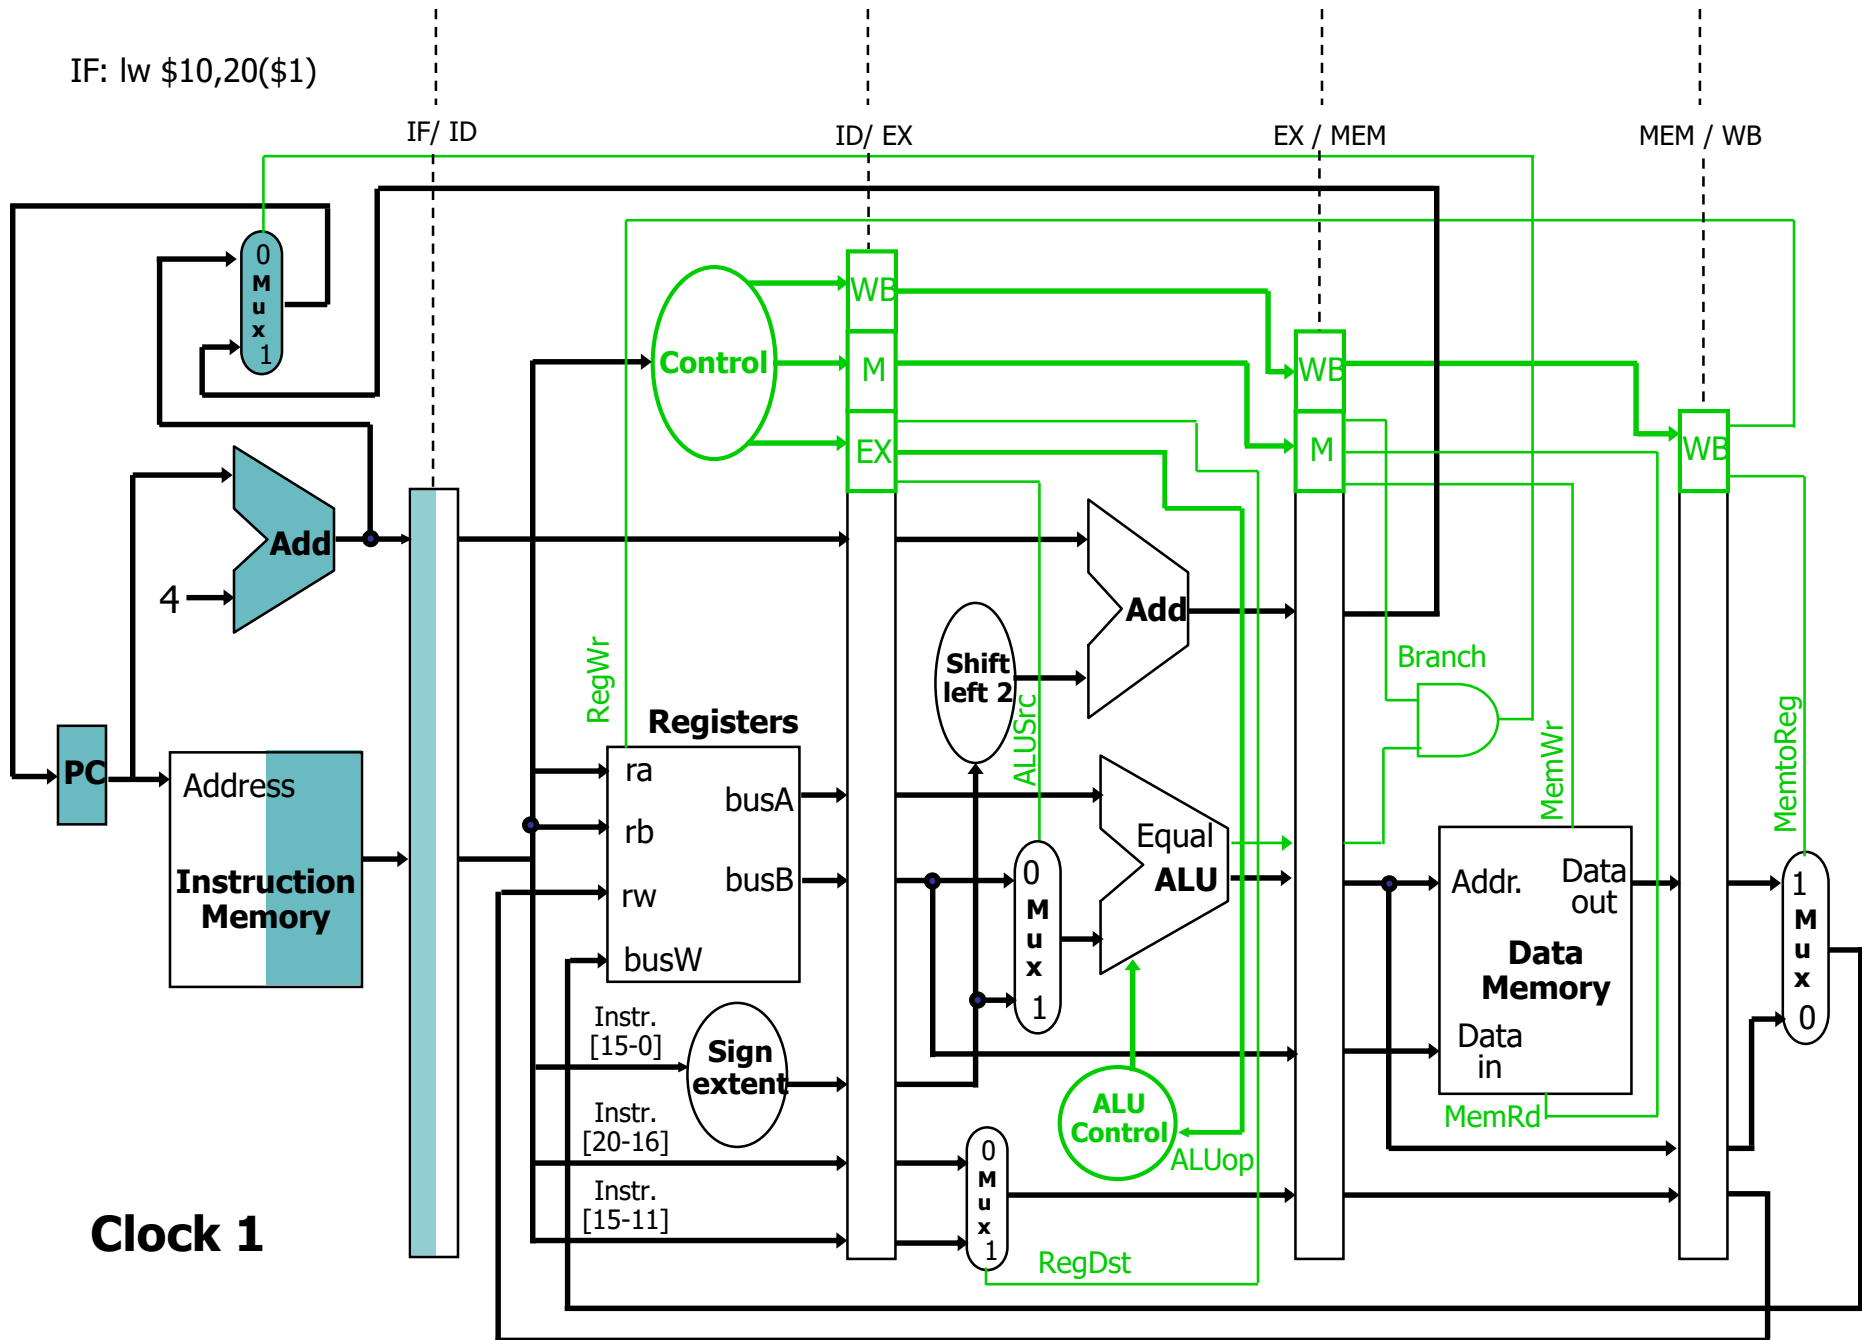 IF: lw $10,20($1)
IF/ ID
ID/ EX
EX / MEM
MEM / WB
0
M
u
x
1
Control
WB
M
EX
WB
M
WB
Add
4
Add
Shift
left 2
Branch
RegWr
ALUSrc
MemWr
MemtoReg
PC
Address
Instruction
Memory
Registers
ra
rb
rw
busW
busA
busB
0
M
u
x
1
Equal
ALU
Addr.
Data
out
Data
Memory
Data
in
MemRd
1
M
u
x
0
Instr.
[15-0]
Sign
extent
Instr.
[20-16]
Instr.
[15-11]
0
M
u
x
1
ALU
Control
ALUop
RegDst
Clock 1